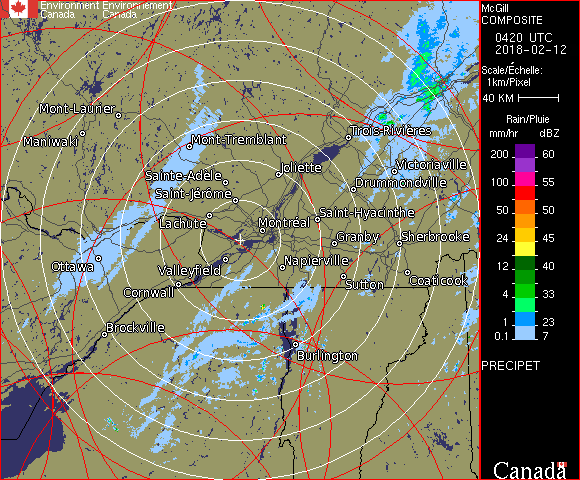 Environment Environnement
Canada Canada
McGill
COMPOSITE
0420 UTC
2018-02-12
Scale/Échelle:
1km/Pixel
40 KM
Rain/Pluie
mm/hr dBZ
200 60
100 55
50 50
24 45
12 40
4 33
1 23
0.1 7
PRECIPET
Canada
Mont-Laurier
Maniwaki
Mont-Tremblant
Trois-Rivières
Sainte-Adèle
Joliette
Victoriaville
Saint-Jérôme
Drummondville
Lachute
Montréal
Saint-Hyacinthe
Granby
Sherbrooke
Ottawa
Valleyfield
Napierville
Cornwall
Sutton
Coaticook
Brockville
Burlington